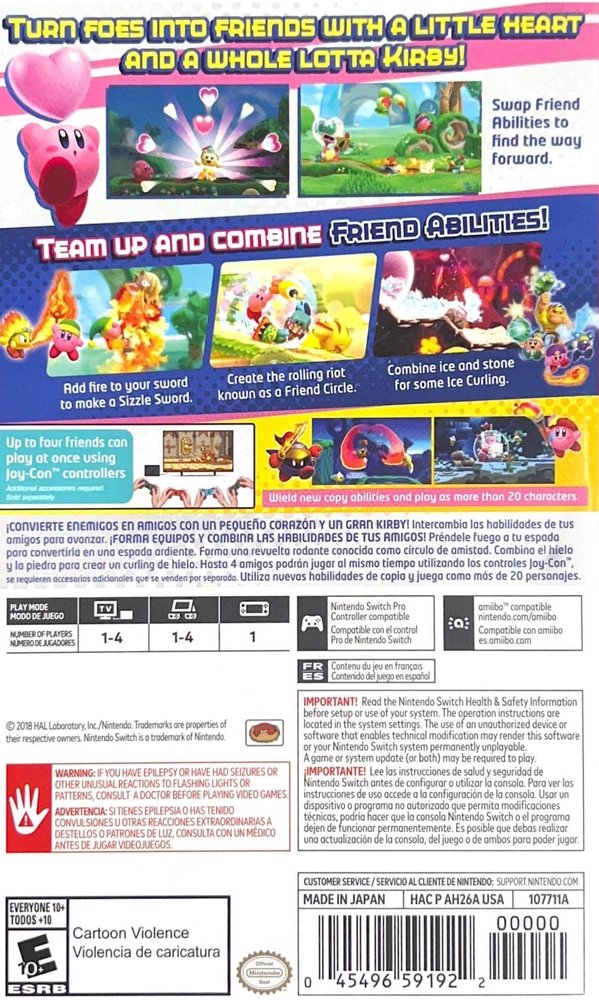 TURN FOES INTO FRIENDS WITH A LITTLE HEART
AND A WHOLE LOTTA KIRBY!
Swap Friend
Abilities to
find the way
forward.
TEAM UP AND COMBINE FRIEND ABILITIES!
Add fire to your sword
to make a Sizzle Sword.
Create the rolling riot
known as a Friend Circle.
Combine ice and stone
for some Ice Curling.
Up to four friends can
play at once using
Joy-Con™ controllers
Additional accessories required
Sold separately
Wield new copy abilities and play as more than 20 characters.
¡CONVIERTE ENEMIGOS EN AMIGOS CON UN PEQUEÑO CORAZÓN Y UN GRAN KIRBY! Intercambia las habilidades de tus
amigos para avanzar. ¡FORMA EQUIPOS Y COMBINA LAS HABILIDADES DE TUS AMIGOS! Préndele fuego a tu espada
para convertirla en una espada ardiente. Forma una revuelta rodante conocida como círculo de amistad. Combina el hielo
y la piedra para crear un curling de hielo. Hasta 4 amigos podrán jugar al mismo tiempo utilizando los controles Joy-Con™,
se requieren accesorios adicionales que se venden por separado. Utiliza nuevas habilidades de copia y juega como más de 20 personajes.
PLAY MODE
MODO DE JUEGO
TV
NUMBER OF PLAYERS
NÚMERO DE JUGADORES
1-4
1-4
1
Nintendo Switch Pro
Controller compatible
Compatible con el control
Pro de Nintendo Switch
amiibo™ compatible
nintendo.com/amiibo
Compatible con amiibo
es.amiibo.com
FR Contenu du jeu en français
ES Contenido del juego en español
© 2018 HAL Laboratory, Inc./Nintendo. Trademarks are properties of
their respective owners. Nintendo Switch is a trademark of Nintendo.
IMPORTANT! Read the Nintendo Switch Health & Safety Information
before setup or use of your system. The operation instructions are
located in the system settings. The use of an unauthorized device or
software that enables technical modification may render this software
or your Nintendo Switch system permanently unplayable.
A game or system update (or both) may be required to play.
¡IMPORTANTE! Lee las instrucciones de salud y seguridad de
Nintendo Switch antes de configurar o utilizar la consola. Para ver las
instrucciones de uso accede a la configuración de la consola. Usar un
dispositivo o programa no autorizado que permita modificaciones
técnicas, podría hacer que la consola Nintendo Switch o el programa
dejen de funcionar permanentemente. Es posible que debas realizar
una actualización de la consola, del juego o de ambos para poder jugar.
WARNING: IF YOU HAVE EPILEPSY OR HAVE HAD SEIZURES OR
OTHER UNUSUAL REACTIONS TO FLASHING LIGHTS OR
PATTERNS, CONSULT A DOCTOR BEFORE PLAYING VIDEO GAMES.
ADVERTENCIA: SI TIENES EPILEPSIA O HAS TENIDO
CONVULSIONES U OTRAS REACCIONES EXTRAORDINARIAS A
DESTELLOS O PATRONES DE LUZ, CONSULTA CON UN MÉDICO
ANTES DE JUGAR VIDEOJUEGOS.
CUSTOMER SERVICE / SERVICIO AL CLIENTE DE NINTENDO: SUPPORT.NINTENDO.COM
MADE IN JAPAN
HAC P AH26A USA
107711A
EVERYONE 10+
TODOS +10
E
10+
ESRB
Cartoon Violence
Violencia de caricatura
Official
Nintendo
Seal
00000
0 45496 59192 2